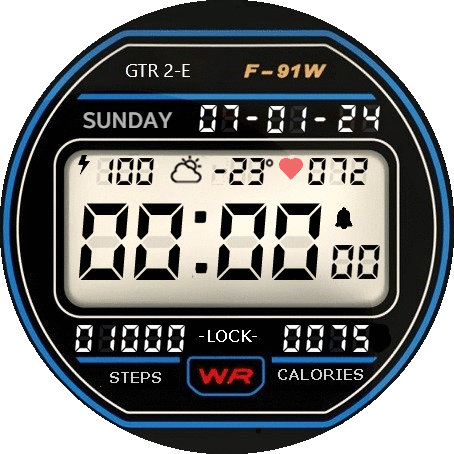 GTR 2-E F-91W
SUNDAY 07-01-24
100 -23° 072
00:00 00
01000 -LOCK- 0075
STEPS WR CALORIES